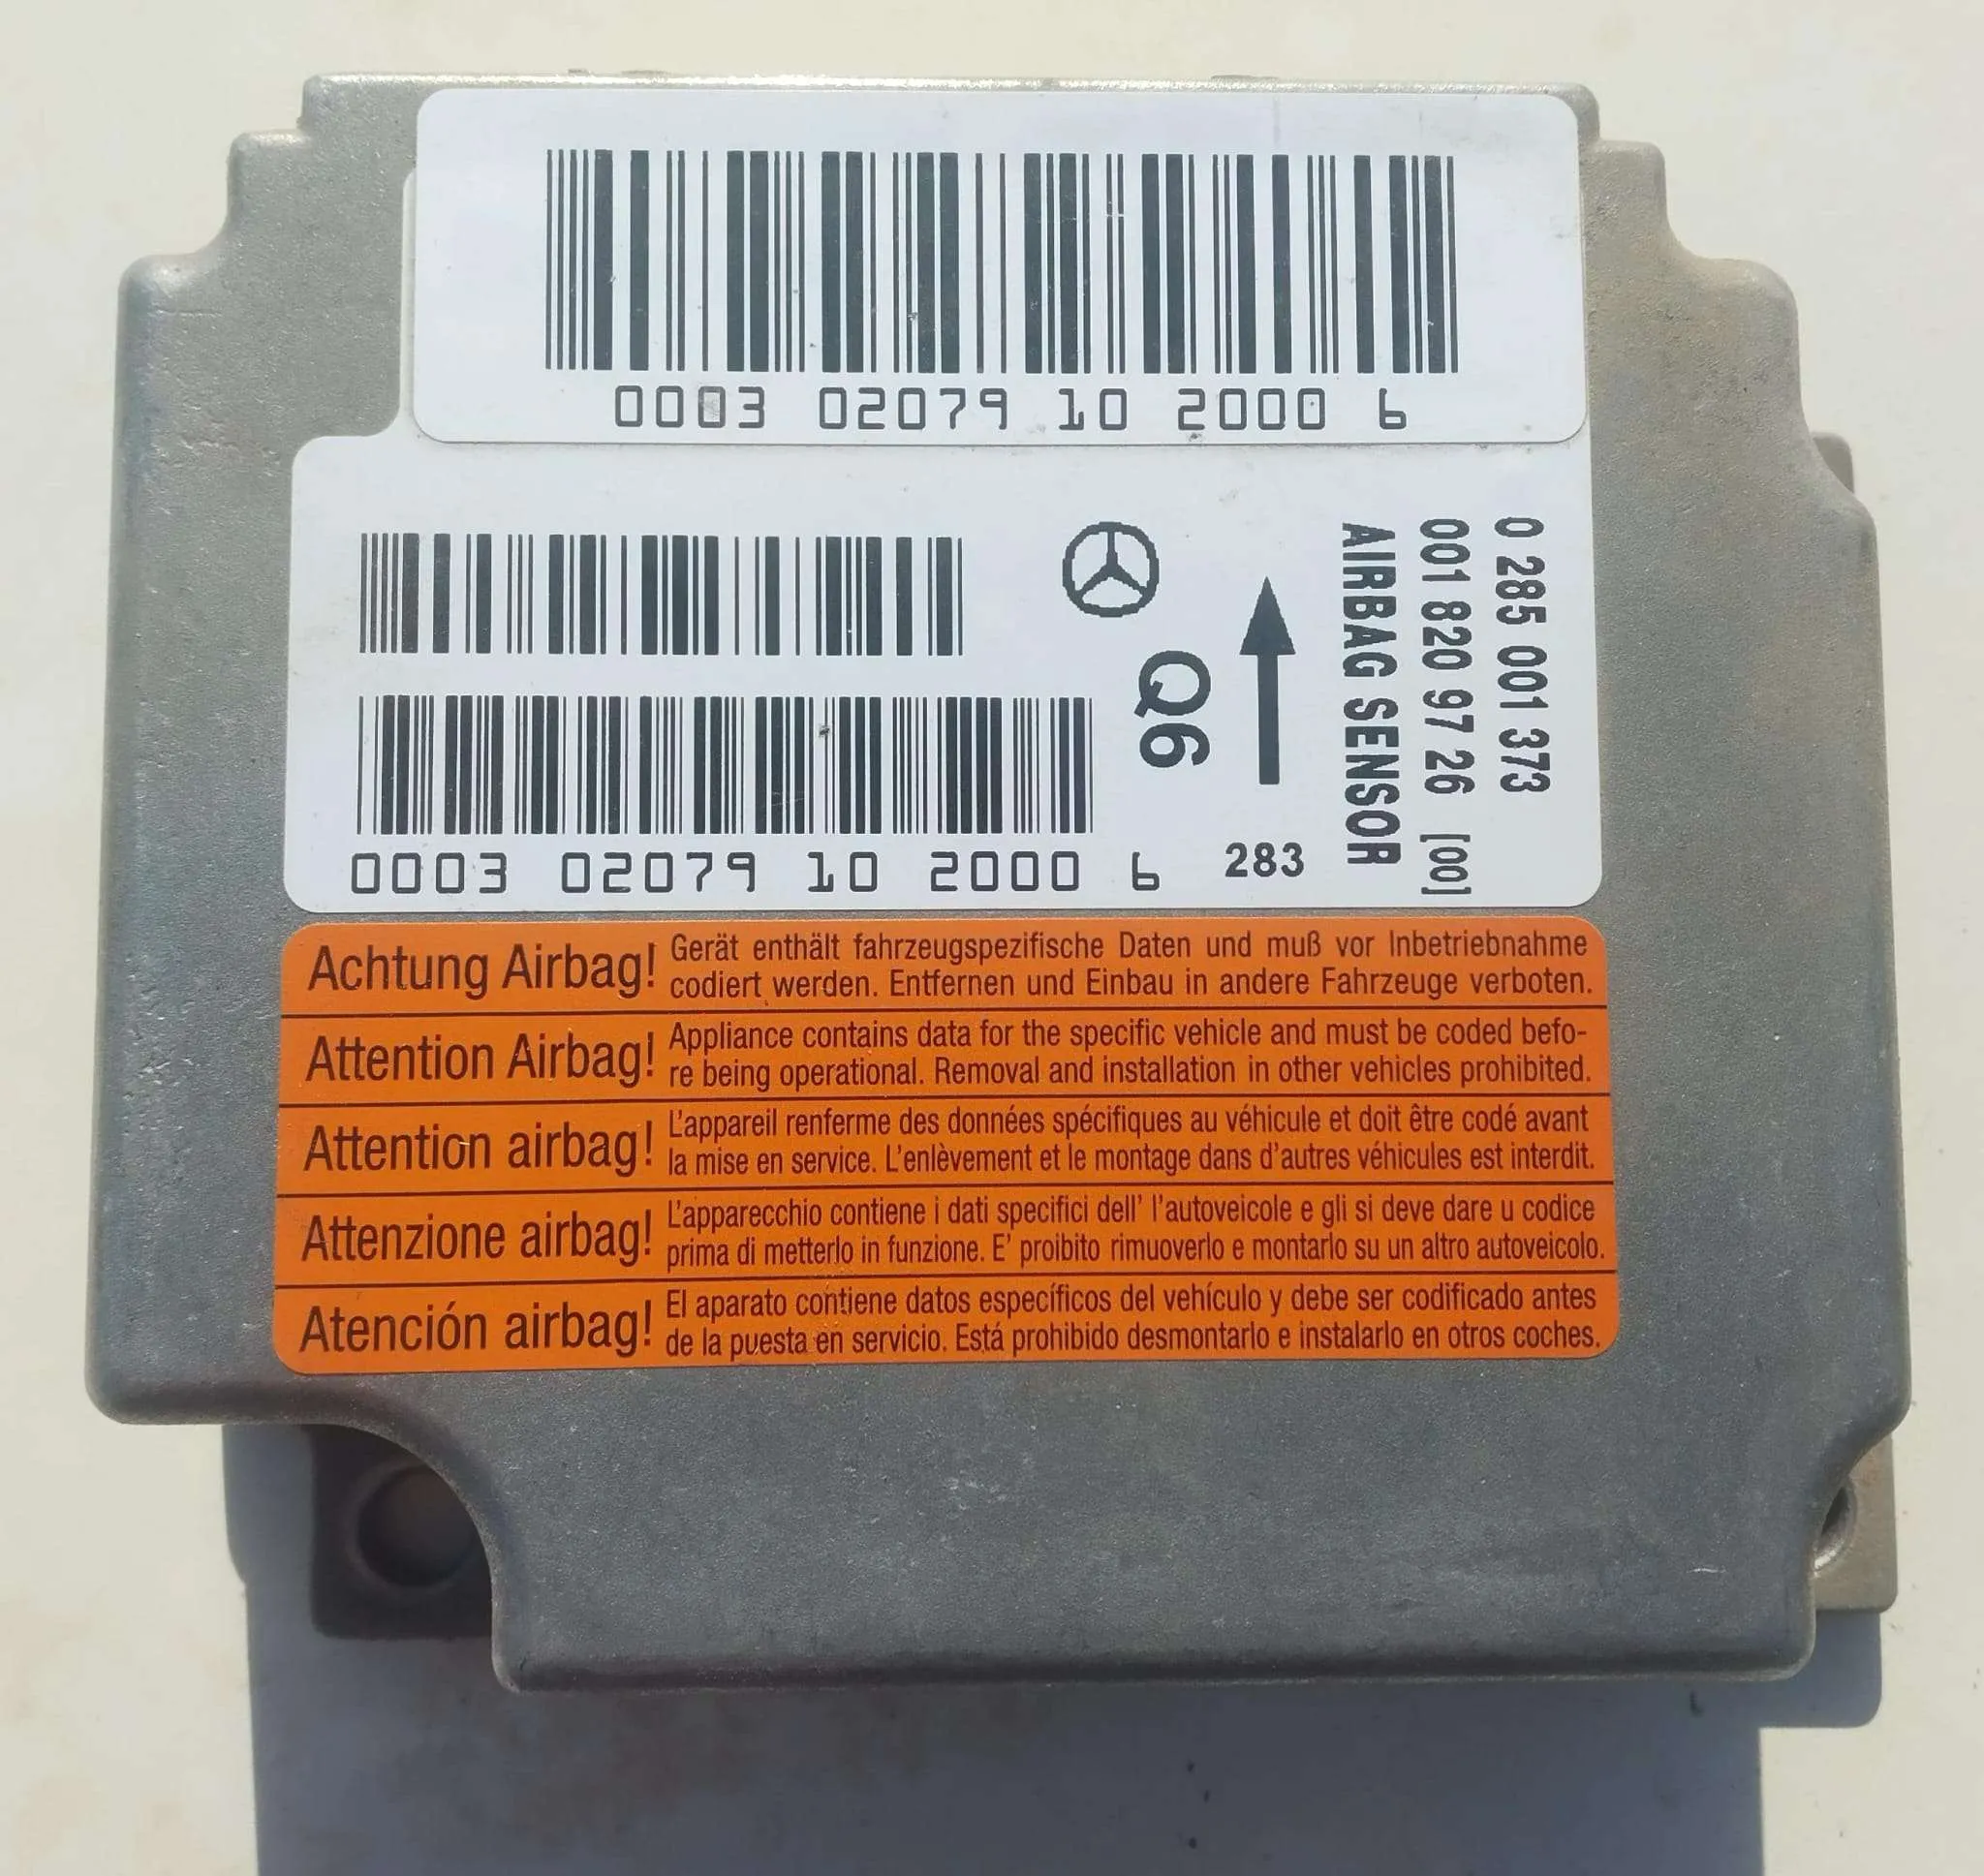 0003 02079 10 2000 6
0 285 001 373
001 820 97 26 [00]
AIRBAG SENSOR
Q6
283
0003 02079 10 2000 6
Achtung Airbag! Gerät enthält fahrzeugspezifische Daten und muß vor Inbetriebnahme
codiert werden. Entfernen und Einbau in andere Fahrzeuge verboten.
Attention Airbag! Appliance contains data for the specific vehicle and must be coded befo-
re being operational. Removal and installation in other vehicles prohibited.
Attention airbag! L'appareil renferme des données spécifiques au véhicule et doit être codé avant
la mise en service. L'enlèvement et le montage dans d'autres véhicules est interdit.
Attenzione airbag! L'apparecchio contiene i dati specifici dell' l'autoveicole e gli si deve dare u codice
prima di metterlo in funzione. E' proibito rimuoverlo e montarlo su un altro autoveicolo.
Atención airbag! El aparato contiene datos específicos del vehículo y debe ser codificado antes
de la puesta en servicio. Está prohibido desmontarlo e instalarlo en otros coches.